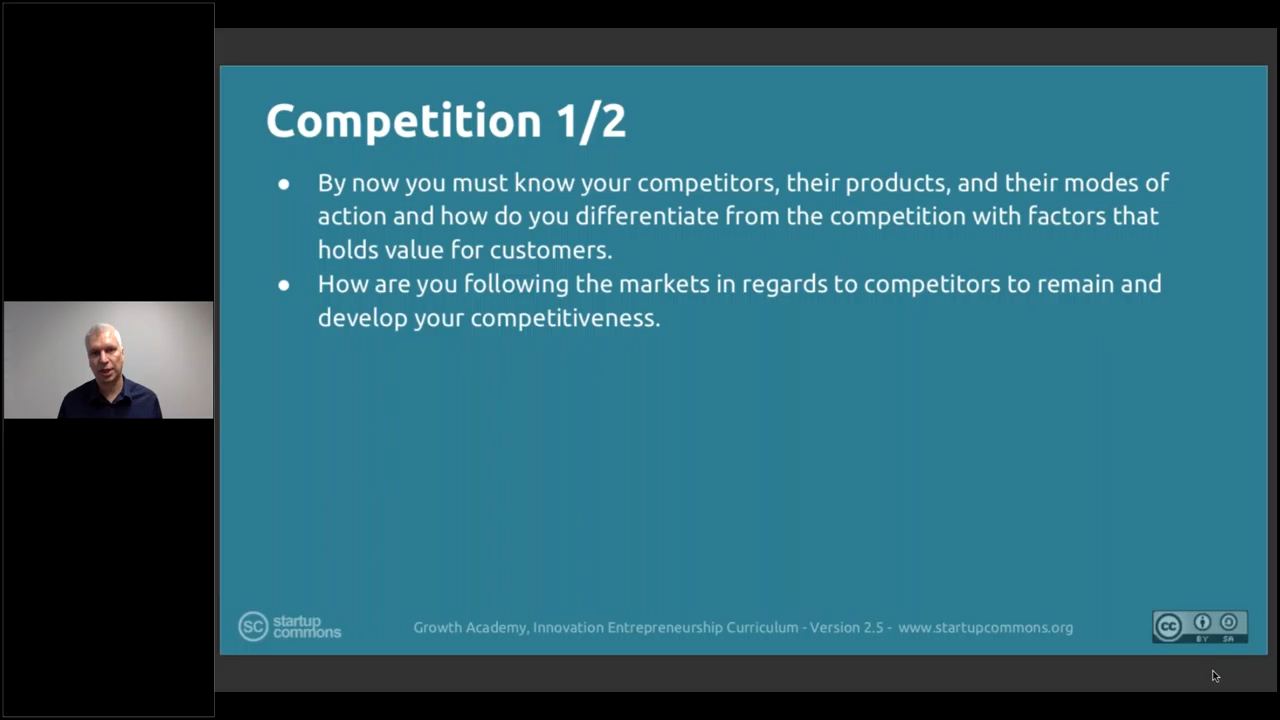 Competition 1/2
● By now you must know your competitors, their products, and their modes of
action and how do you differentiate from the competition with factors that
holds value for customers.
● How are you following the markets in regards to competitors to remain and
develop your competitiveness.
SC startup
commons
Growth Academy, Innovation Entrepreneurship Curriculum - Version 2.5 - www.startupcommons.org
cc
BY SA